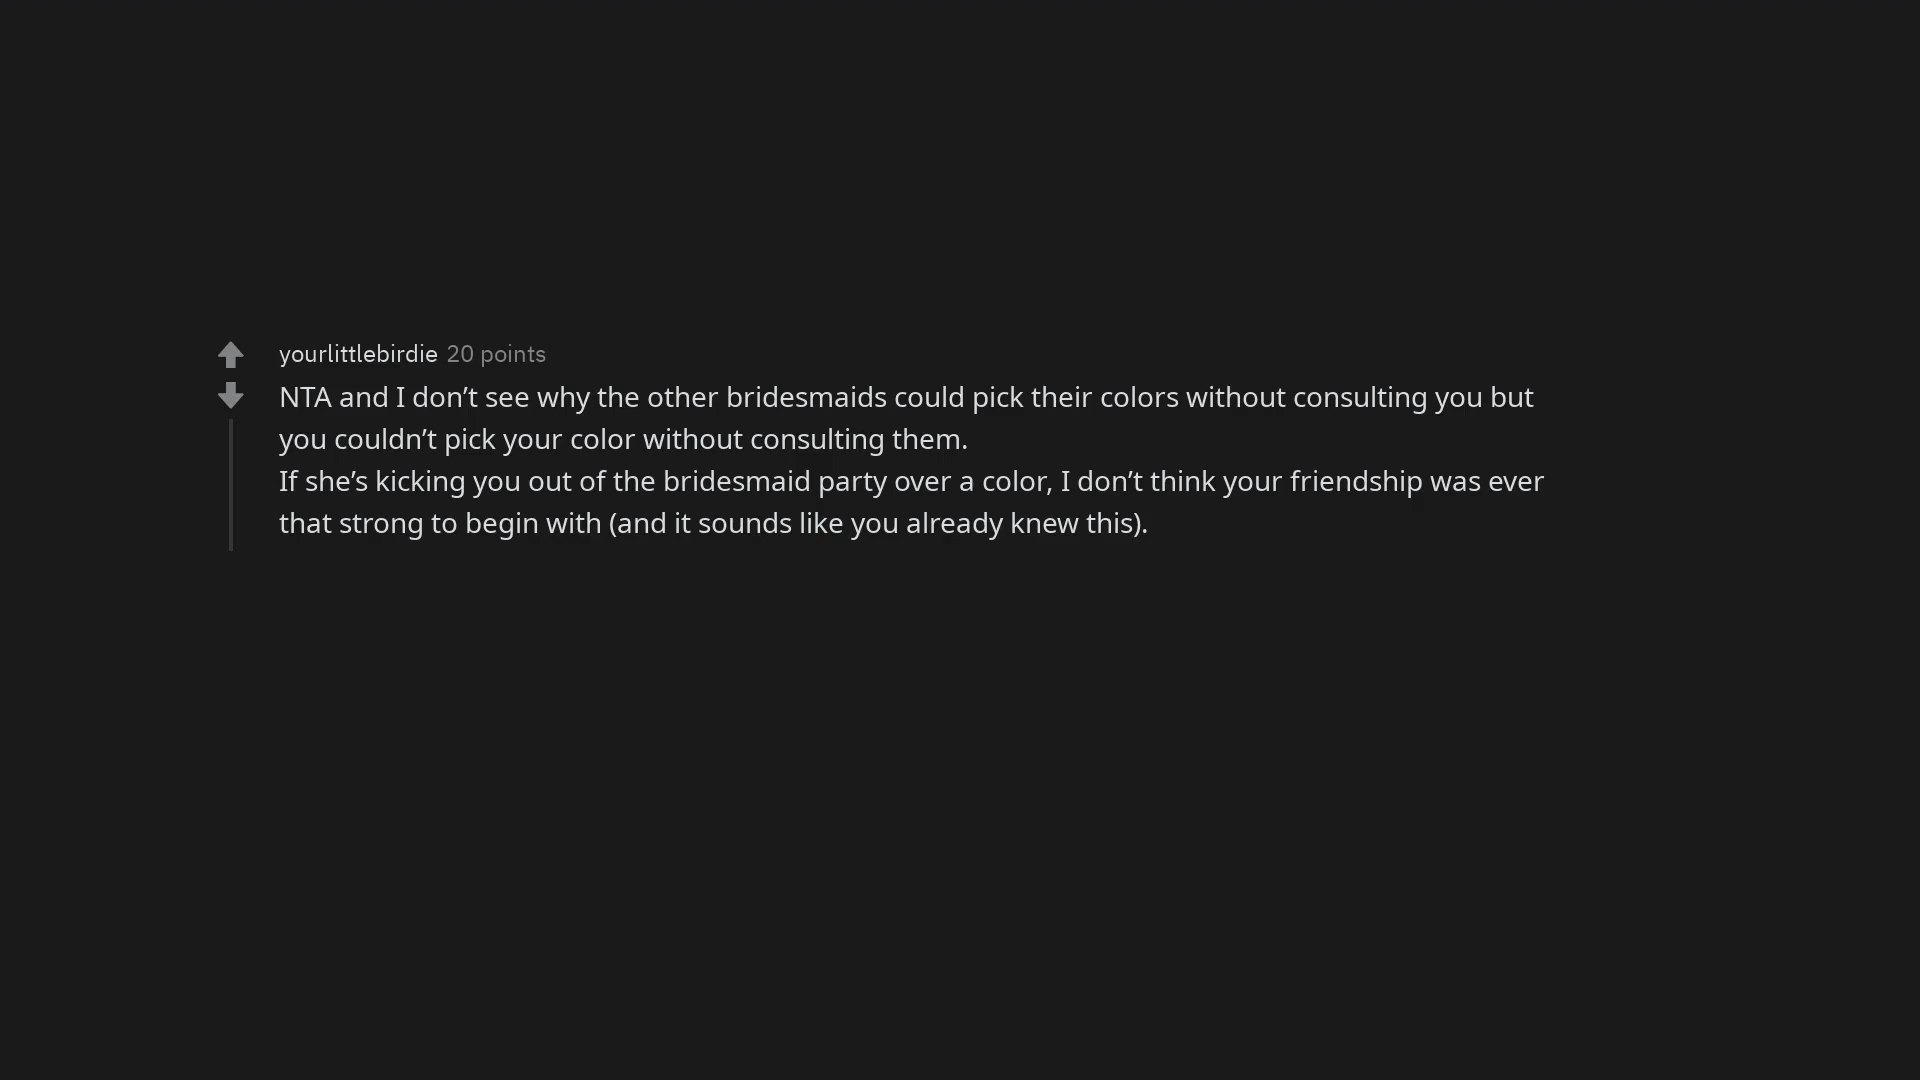 yourlittlebirdie 20 points
NTA and I don’t see why the other bridesmaids could pick their colors without consulting you but
you couldn’t pick your color without consulting them.
If she’s kicking you out of the bridesmaid party over a color, I don’t think your friendship was ever
that strong to begin with (and it sounds like you already knew this).